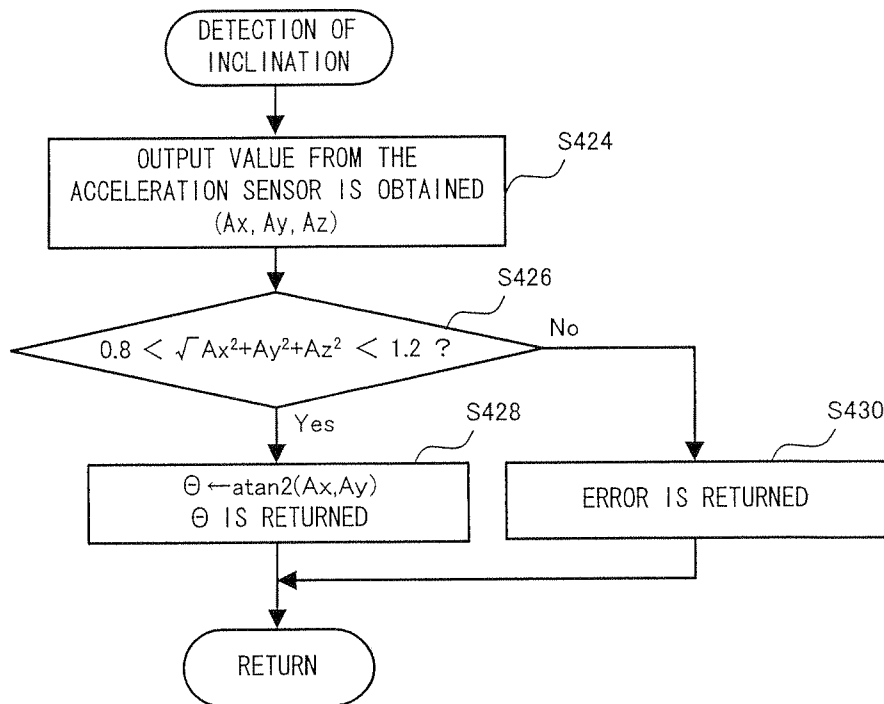 DETECTION OF
INCLINATION
S424
OUTPUT VALUE FROM THE
ACCELERATION SENSOR IS OBTAINED
(Ax, Ay, Az)
S426
0.8 < √Ax²+Ay²+Az² < 1.2 ?
No
Yes
S428
Θ←atan2(Ax,Ay)
Θ IS RETURNED
S430
ERROR IS RETURNED
RETURN